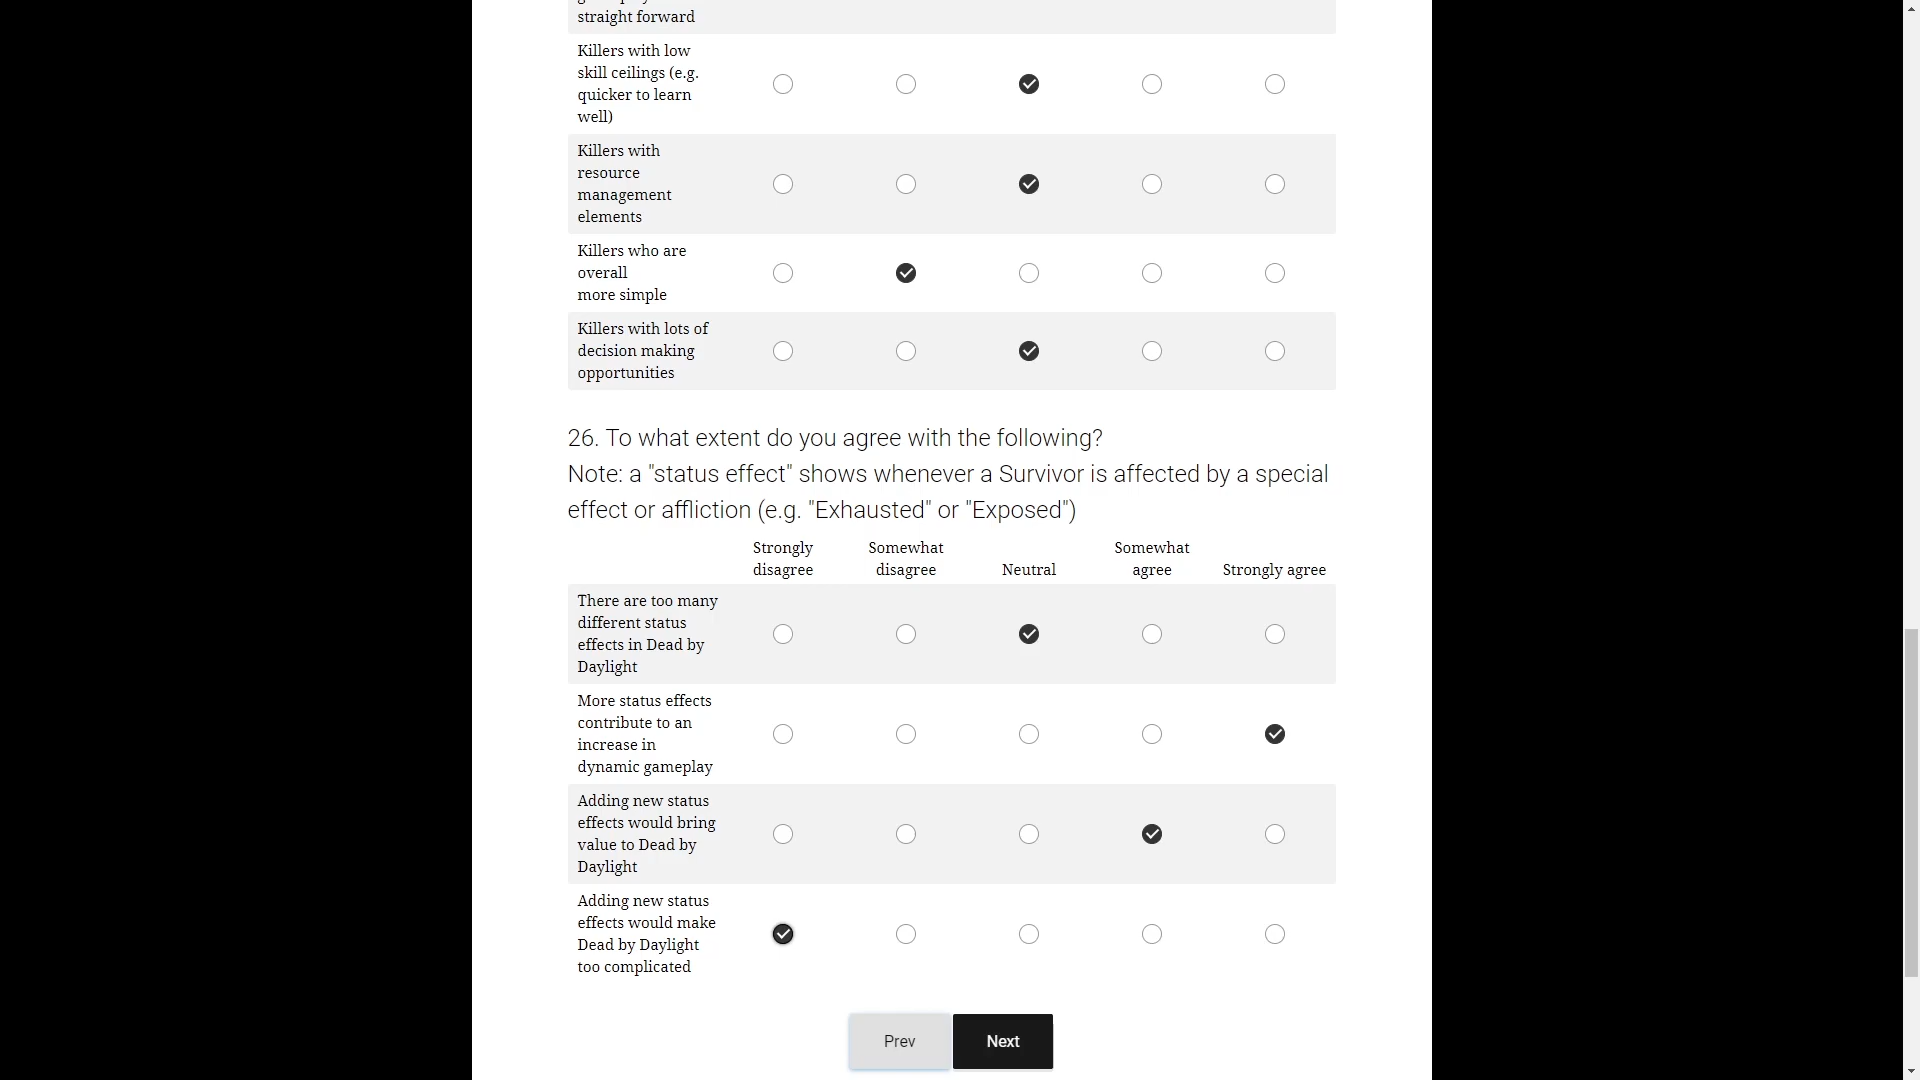 straight forward
Killers with low
skill ceilings (e.g.
quicker to learn
well)
Killers with
resource
management
elements
Killers who are
overall
more simple
Killers with lots of
decision making
opportunities
26. To what extent do you agree with the following?
Note: a "status effect" shows whenever a Survivor is affected by a special
effect or affliction (e.g. "Exhausted" or "Exposed")
Strongly disagree
Somewhat disagree
Neutral
Somewhat agree
Strongly agree
There are too many
different status
effects in Dead by
Daylight
More status effects
contribute to an
increase in
dynamic gameplay
Adding new status
effects would bring
value to Dead by
Daylight
Adding new status
effects would make
Dead by Daylight
too complicated
Prev
Next